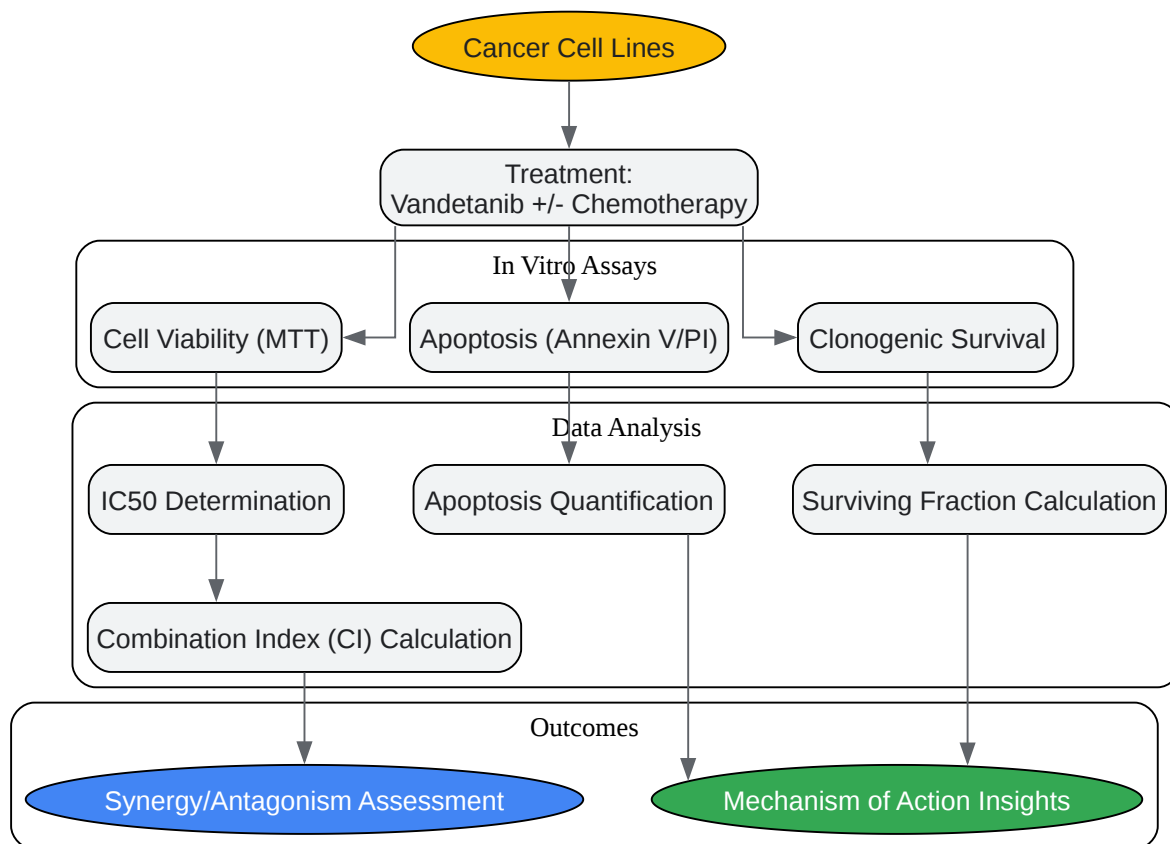 Cancer Cell Lines
Treatment:
Vandetanib +/- Chemotherapy
In Vitro Assays
Cell Viability (MTT)
Apoptosis (Annexin V/PI)
Clonogenic Survival
Data Analysis
IC50 Determination
Apoptosis Quantification
Surviving Fraction Calculation
Combination Index (CI) Calculation
Outcomes
Synergy/Antagonism Assessment
Mechanism of Action Insights